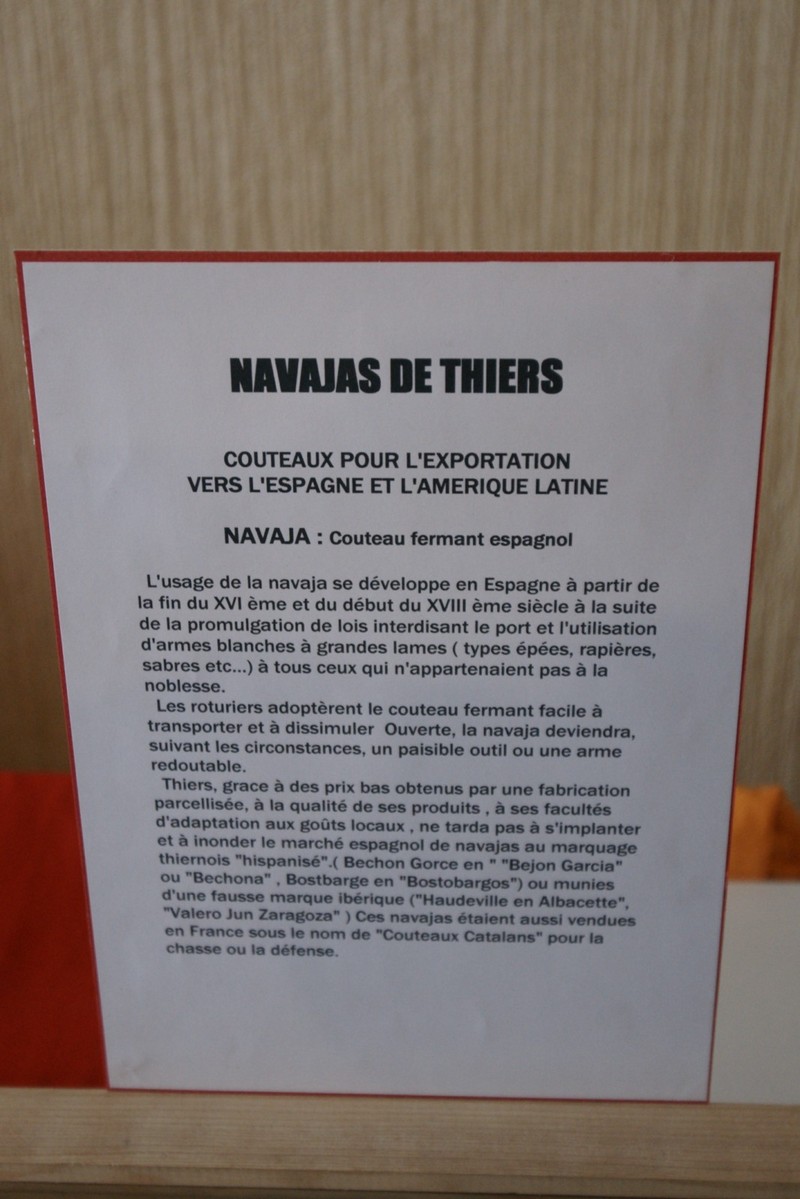 NAVAJAS DE THIERS
COUTEAUX POUR L'EXPORTATION
VERS L'ESPAGNE ET L'AMERIQUE LATINE
NAVAJA : Couteau fermant espagnol
L'usage de la navaja se développe en Espagne à partir de
la fin du XVI ème et du début du XVIII ème siècle à la suite
de la promulgation de lois interdisant le port et l'utilisation
d'armes blanches à grandes lames ( types épées, rapières,
sabres etc...) à tous ceux qui n'appartenaient pas à la
noblesse.
Les roturiers adoptèrent le couteau fermant facile à
transporter et à dissimuler Ouverte, la navaja deviendra,
suivant les circonstances, un paisible outil ou une arme
redoutable.
Thiers, grace à des prix bas obtenus par une fabrication
parcellisée, à la qualité de ses produits , à ses facultés
d'adaptation aux goûts locaux , ne tarda pas à s'implanter
et à inonder le marché espagnol de navajas au marquage
thiernois "hispanisé".( Bechon Gorce en " "Bejon Garcia"
ou "Bechona" , Bostbarge en "Bostobargos") ou munies
d'une fausse marque ibérique ("Haudeville en Albacette",
"Valero Jun Zaragoza" ) Ces navajas étaient aussi vendues
en France sous le nom de "Couteaux Catalans" pour la
chasse ou la défense.